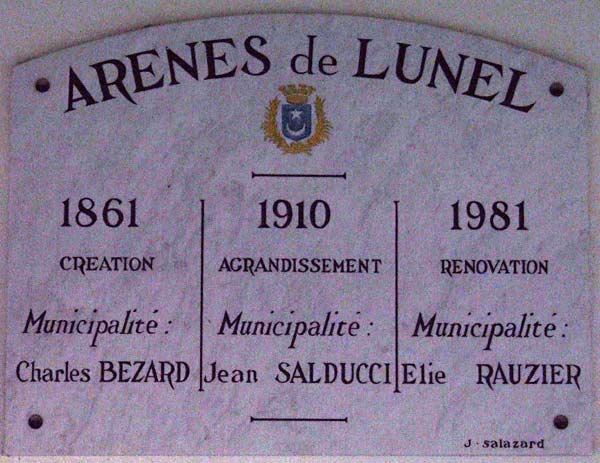 ARENES de LUNEL
1861
CREATION
Municipalité :
Charles BEZARD
1910
AGRANDISSEMENT
Municipalité :
Jean SALDUCCI
1981
RENOVATION
Municipalité :
Elie RAUZIER
J. salazard